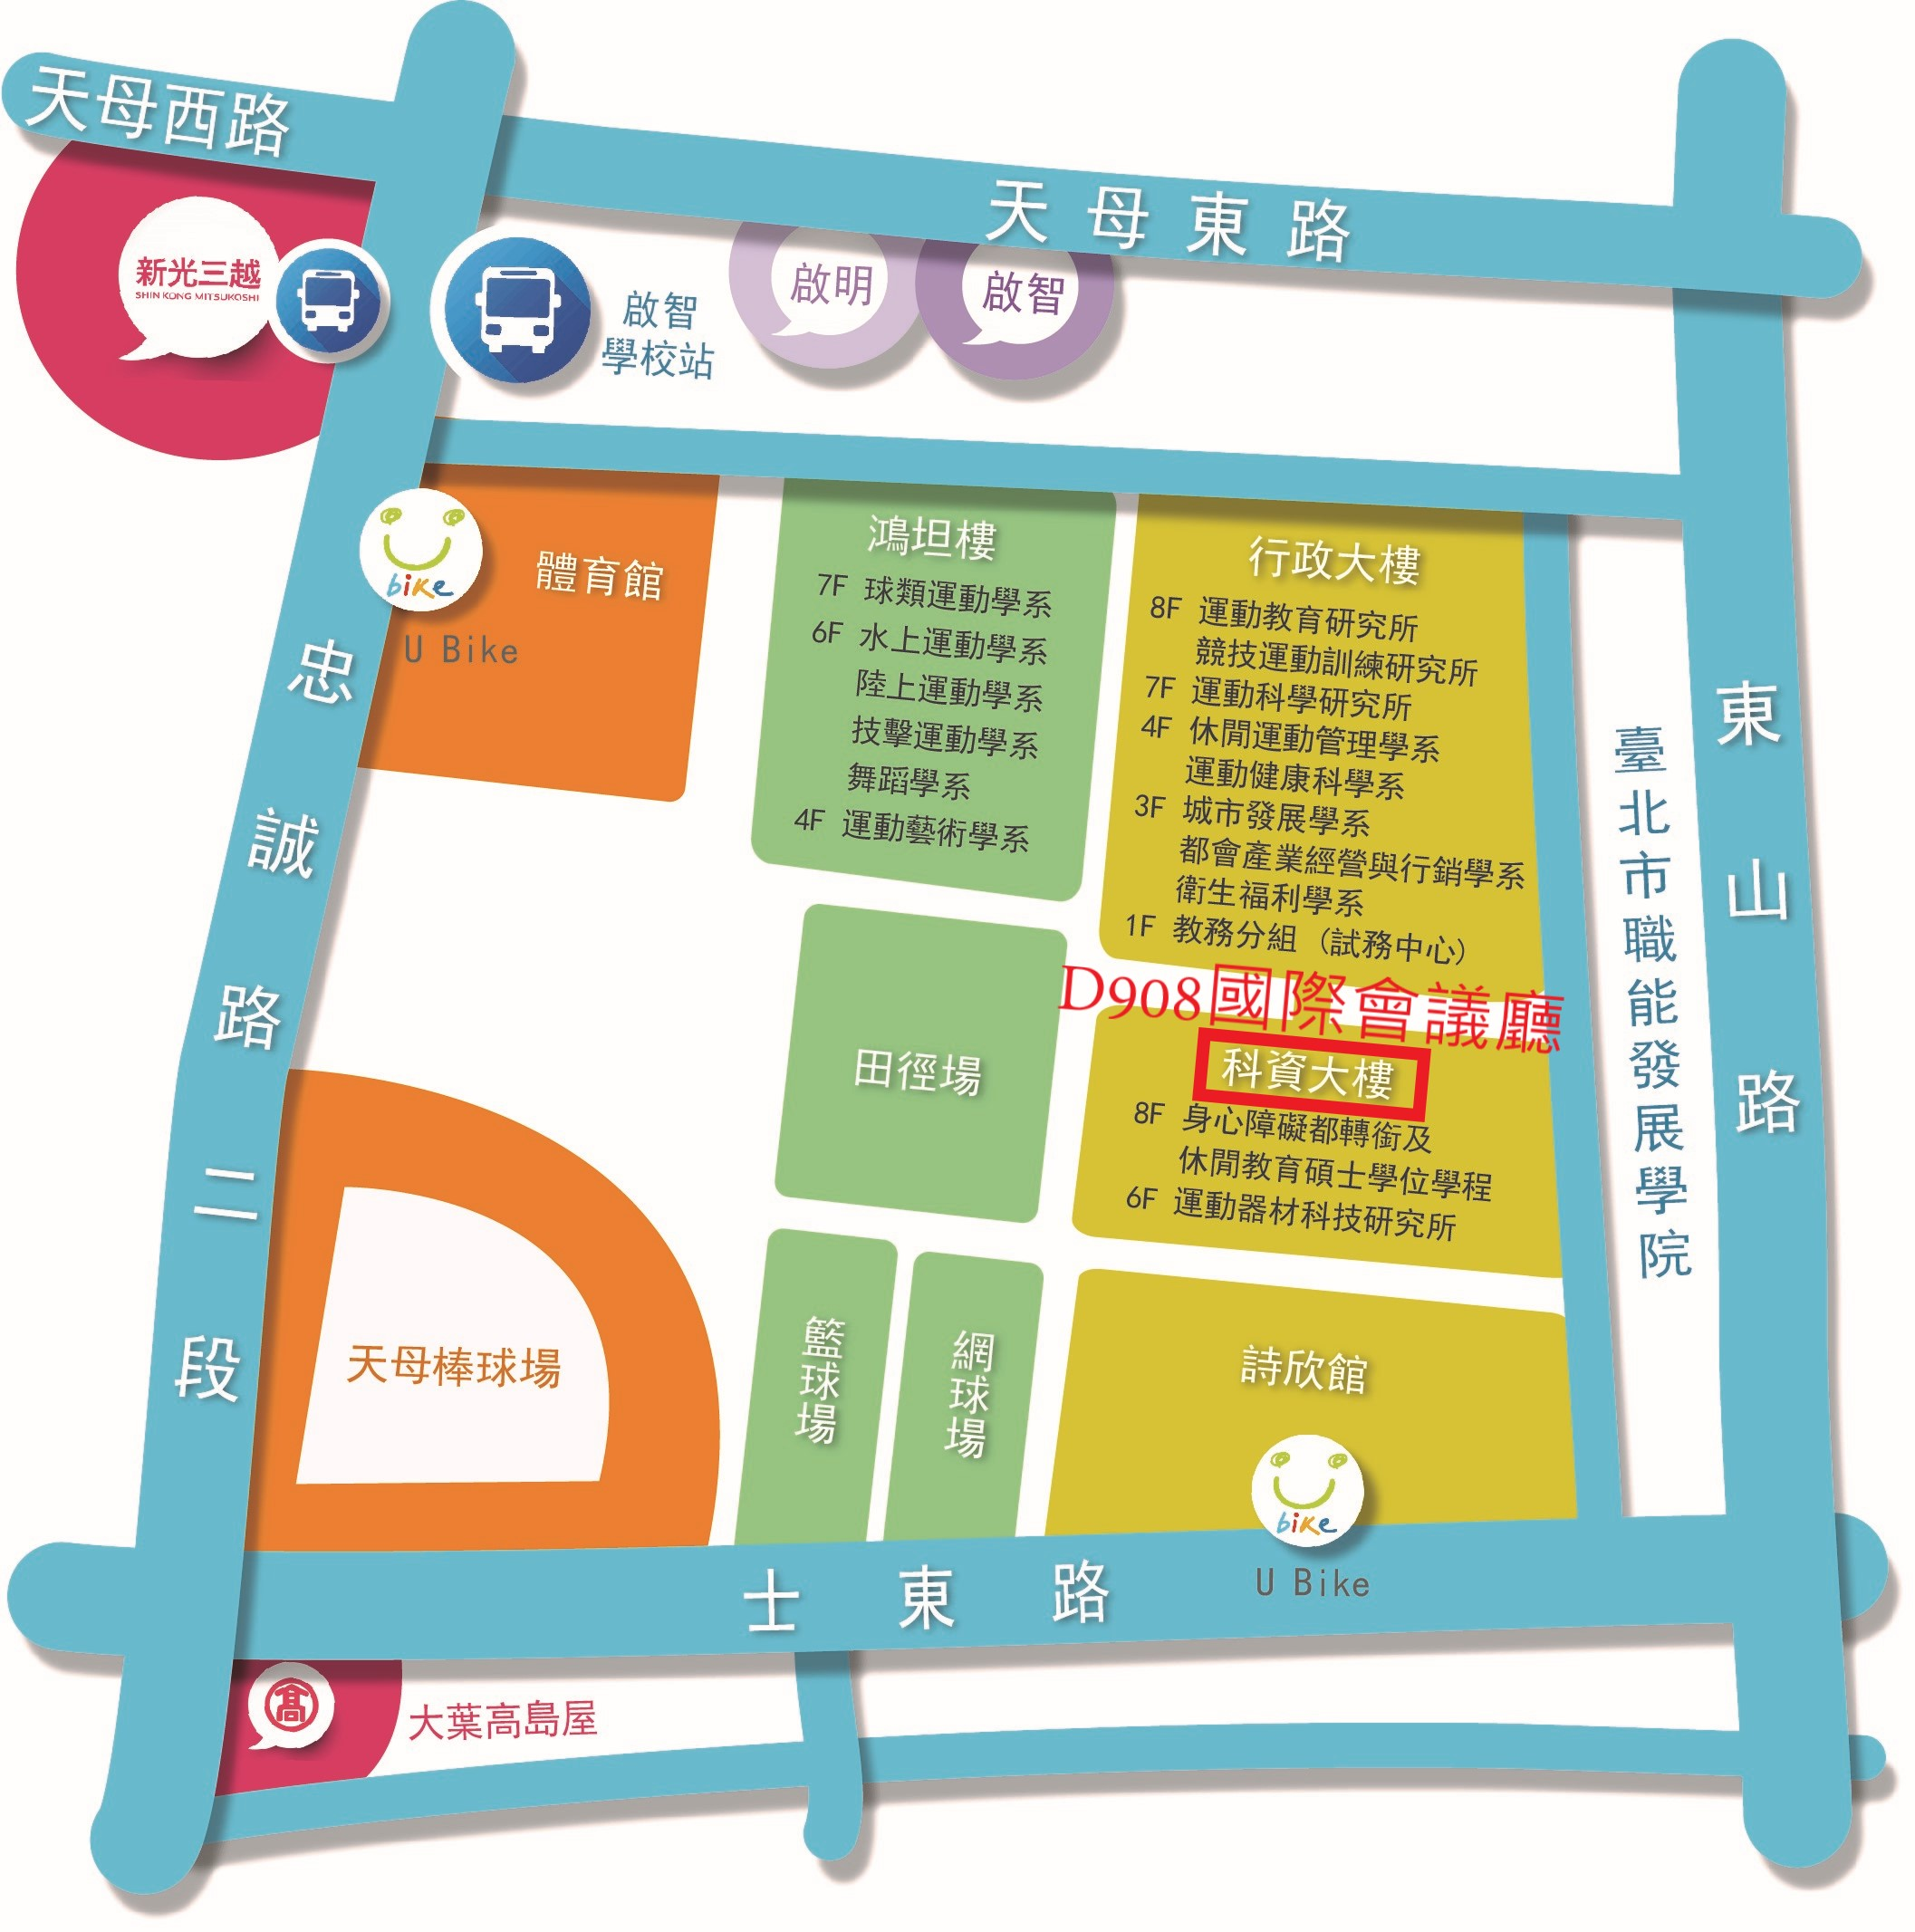 天母西路
天母東路
新光三越
SHIN KONG MITSUKOSHI
啟智
學校站
啟明
啟智
bike
U Bike
體育館
鴻坦樓
7F 球類運動學系
6F 水上運動學系
陸上運動學系
技擊運動學系
舞蹈學系
4F 運動藝術學系
行政大樓
8F 運動教育研究所
競技運動訓練研究所
7F 運動科學研究所
4F 休閒運動管理學系
運動健康科學系
3F 城市發展學系
都會產業經營與行銷學系
衛生福利學系
1F 教務分組 (試務中心)
忠誠路二段
東山路
臺北市職能發展學院
D908國際會議廳
田徑場
科資大樓
8F 身心障礙都轉銜及
休閒教育碩士學位學程
6F 運動器材科技研究所
天母棒球場
籃球場
網球場
詩欣館
bike
U Bike
士東路
髙
大葉高島屋